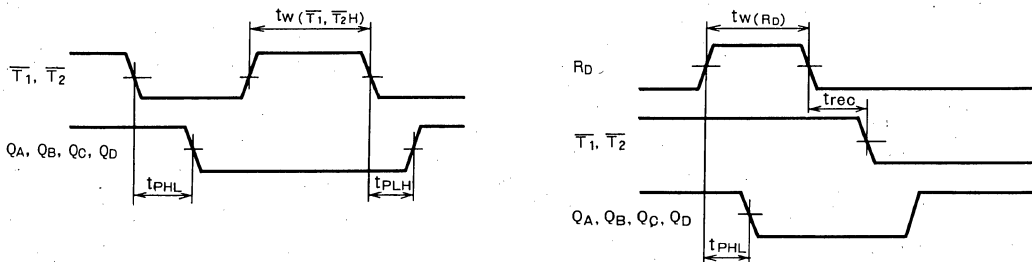 tw(T̅1̅, T̅2̅H)
T̅1̅, T̅2̅
QA, QB, QC, QD
tPHL
tPLH
tw(RD)
RD
trec
T̅1̅, T̅2̅
QA, QB, QC, QD
tPHL